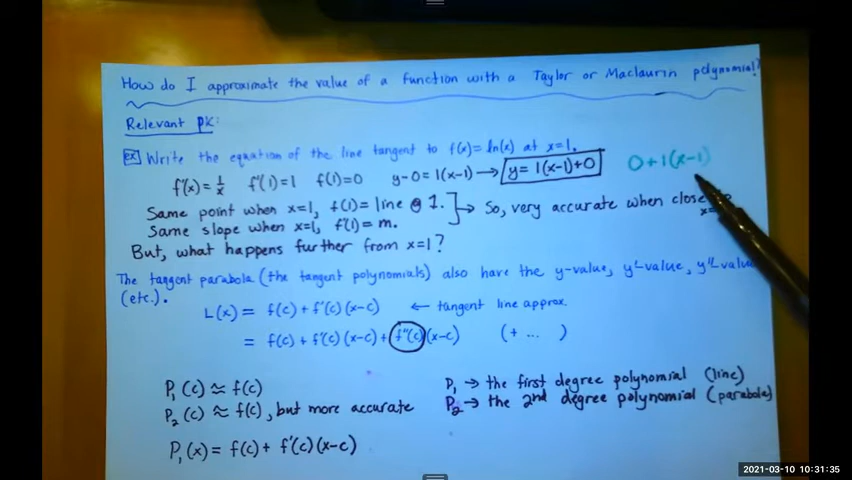 How do I approximate the value of a function with a Taylor or Maclaurin polynomial?
Relevant PK:
ex Write the equation of the line tangent to f(x) = ln(x) at x=1.
f'(x) = 1/x f'(1)=1 f(1)=0 y-0=1(x-1) → y= 1(x-1)+0 0+1(x-1)
Same point when x=1, f(1)= line @ 1.
Same slope when x=1, f'(1)=m.
So, very accurate when close
But, what happens further from x=1?
The tangent parabola (the tangent polynomials) also have the y-value, y'-value, y"-value
(etc.).
L(x) = f(c) + f'(c)(x-c) ← tangent line approx.
= f(c) + f'(c)(x-c) + f"(c)(x-c) (+ ... )
P₁(c) ≈ f(c)
P₂(c) ≈ f(c), but more accurate
P₁(x) = f(c) + f'(c)(x-c)
P₁ → the first degree polynomial (line)
P₂ → the 2nd degree polynomial (parabola)
2021-03-10 10:31:35